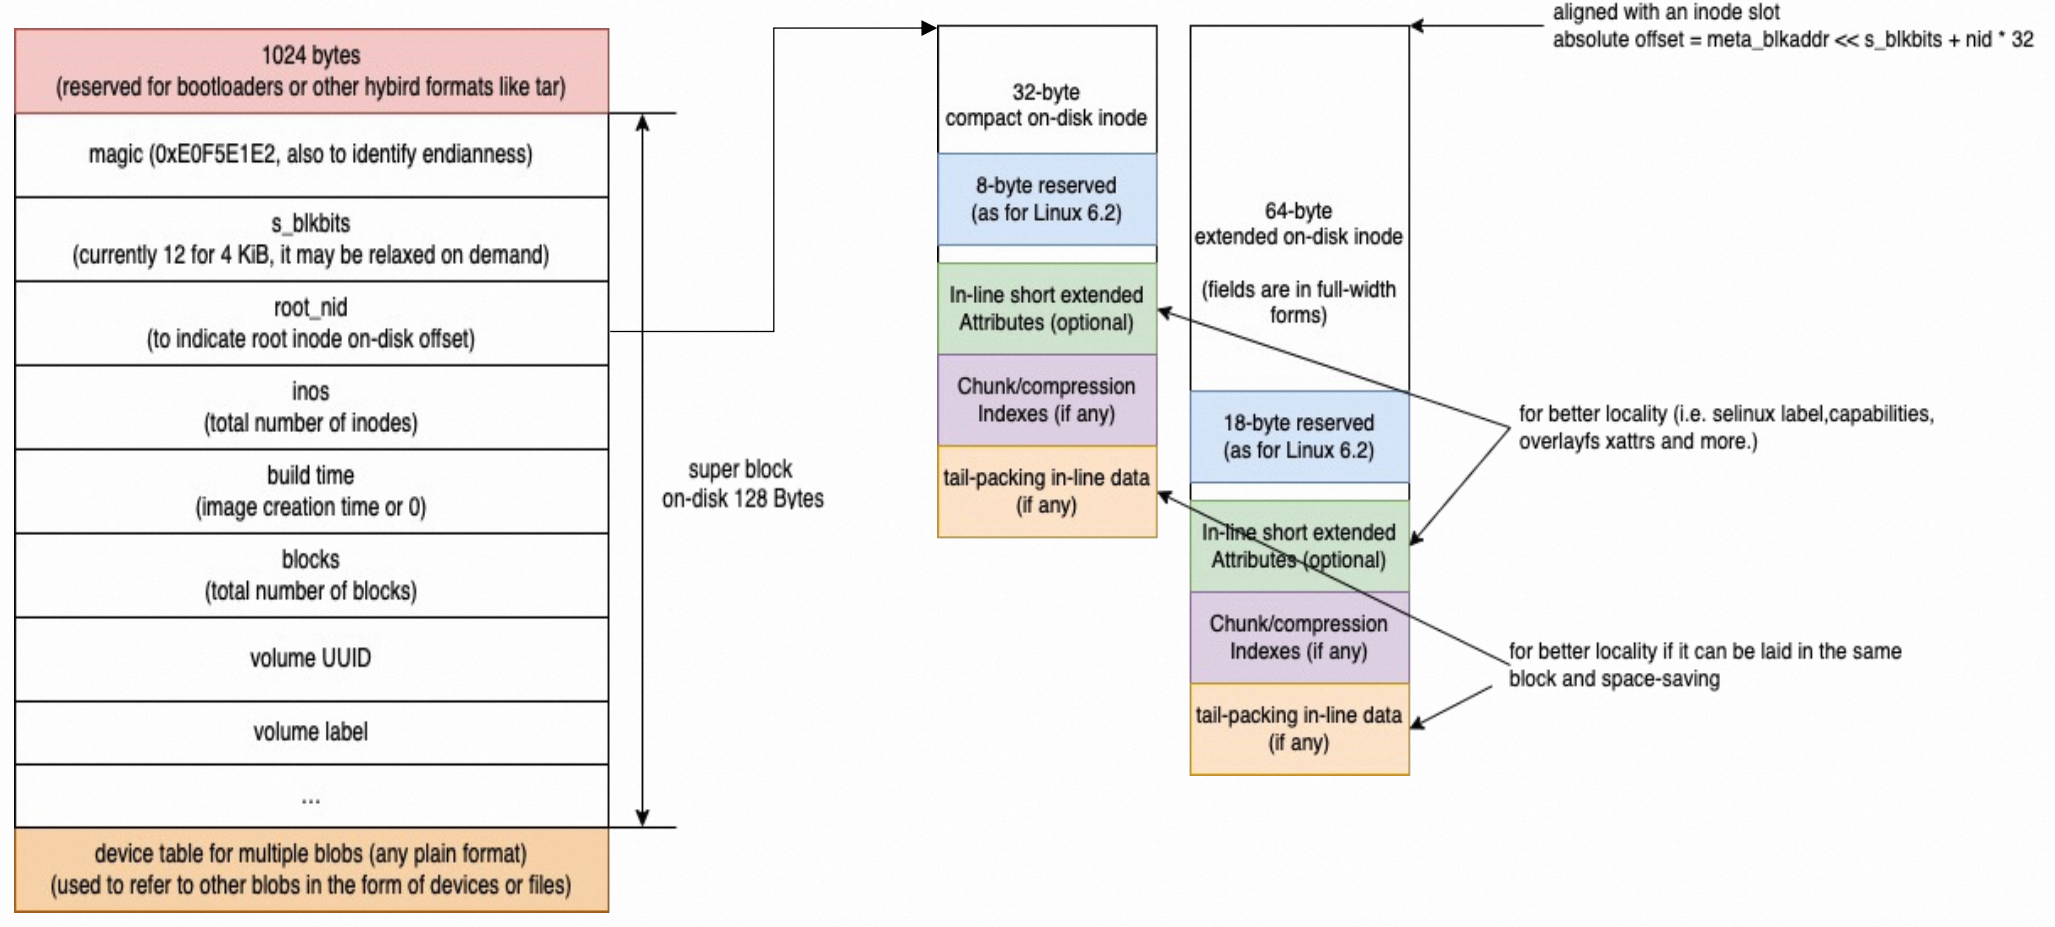 1024 bytes
(reserved for bootloaders or other hybird formats like tar)
magic (0xE0F5E1E2, also to identify endianness)
s_blkbits
(currently 12 for 4 KiB, it may be relaxed on demand)
root_nid
(to indicate root inode on-disk offset)
inos
(total number of inodes)
build time
(image creation time or 0)
blocks
(total number of blocks)
volume UUID
volume label
...
device table for multiple blobs (any plain format)
(used to refer to other blobs in the form of devices or files)
super block
on-disk 128 Bytes
32-byte
compact on-disk inode
8-byte reserved
(as for Linux 6.2)
In-line short extended
Attributes (optional)
Chunk/compression
Indexes (if any)
tail-packing in-line data
(if any)
64-byte
extended on-disk inode
(fields are in full-width
forms)
18-byte reserved
(as for Linux 6.2)
In-line short extended
Attributes (optional)
Chunk/compression
Indexes (if any)
tail-packing in-line data
(if any)
aligned with an inode slot
absolute offset = meta_blkaddr << s_blkbits + nid * 32
for better locality (i.e. selinux label,capabilities,
overlayfs xattrs and more.)
for better locality if it can be laid in the same
block and space-saving